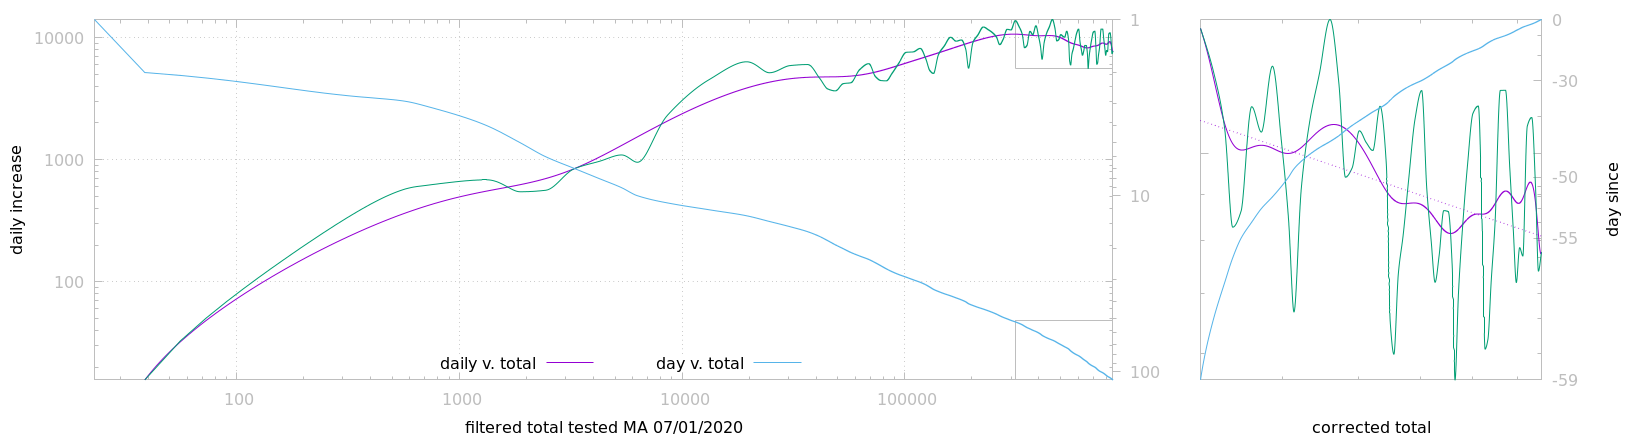 10000
1000
100
daily increase
100
1000
10000
100000
filtered total tested MA 07/01/2020
daily v. total
day v. total
1
10
100
0
-30
-50
-55
-59
day since
corrected total